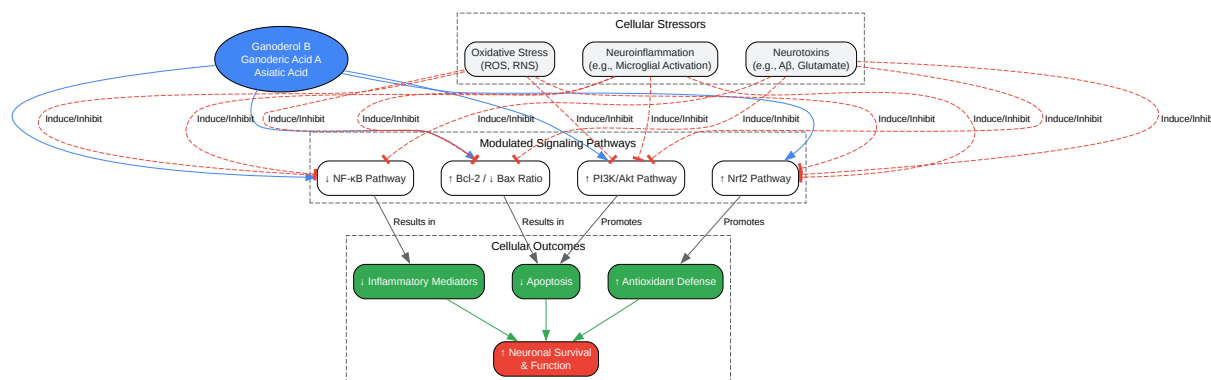 Cellular Stressors
Ganoderol B
Ganoderic Acid A
Asiatic Acid
Oxidative Stress
(ROS, RNS)
Neuroinflammation
(e.g., Microglial Activation)
Neurotoxins
(e.g., Aβ, Glutamate)
Induce/Inhibit
Induce/Inhibit
Induce/Inhibit
Induce/Inhibit
Induce/Inhibit
Induce/Inhibit
Induce/Inhibit
Induce/Inhibit
Induce/Inhibit
Induce/Inhibit
Induce/Inhibit
Induce/Inhi
Modulated Signaling Pathways
↓ NF-κB Pathway
↑ Bcl-2 / ↓ Bax Ratio
↑ PI3K/Akt Pathway
↑ Nrf2 Pathway
Results in
Results in
Promotes
Promotes
Cellular Outcomes
↓ Inflammatory Mediators
↓ Apoptosis
↑ Antioxidant Defense
↑ Neuronal Survival
& Function